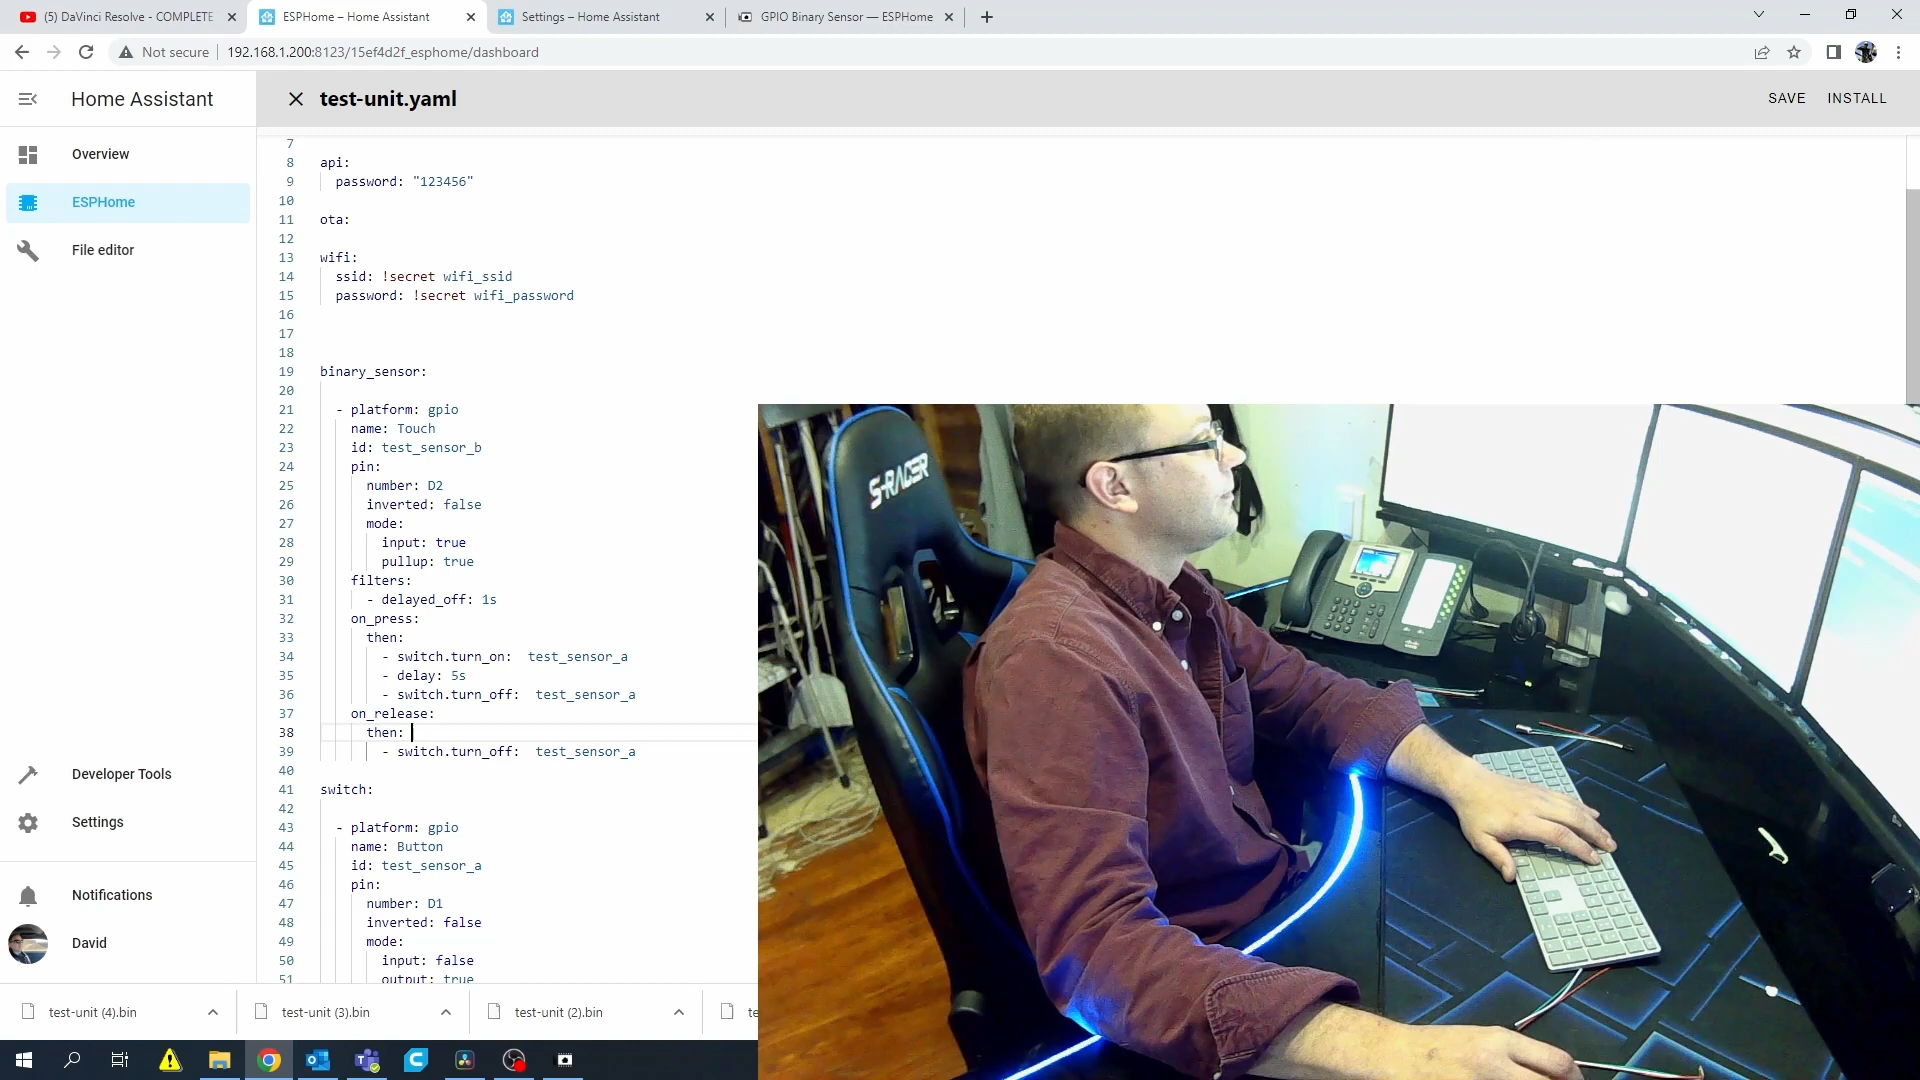 (5) DaVinci Resolve - COMPLETE
ESPHome – Home Assistant
Settings – Home Assistant
GPIO Binary Sensor — ESPHome
Not secure
192.168.1.200:8123/15ef4d2f_esphome/dashboard
Home Assistant
test-unit.yaml
SAVE
INSTALL
Overview
ESPHome
File editor
Developer Tools
Settings
Notifications
David
7
8 api:
9 password: "123456"
10
11 ota:
12
13 wifi:
14 ssid: !secret wifi_ssid
15 password: !secret wifi_password
16
17
18
19 binary_sensor:
20
21 - platform: gpio
22 name: Touch
23 id: test_sensor_b
24 pin:
25 number: D2
26 inverted: false
27 mode:
28 input: true
29 pullup: true
30 filters:
31 - delayed_off: 1s
32 on_press:
33 then:
34 - switch.turn_on: test_sensor_a
35 - delay: 5s
36 - switch.turn_off: test_sensor_a
37 on_release:
38 then:
39 - switch.turn_off: test_sensor_a
40
41 switch:
42
43 - platform: gpio
44 name: Button
45 id: test_sensor_a
46 pin:
47 number: D1
48 inverted: false
49 mode:
50 input: false
51 output: true
S-RACER
test-unit (4).bin
test-unit (3).bin
test-unit (2).bin
te